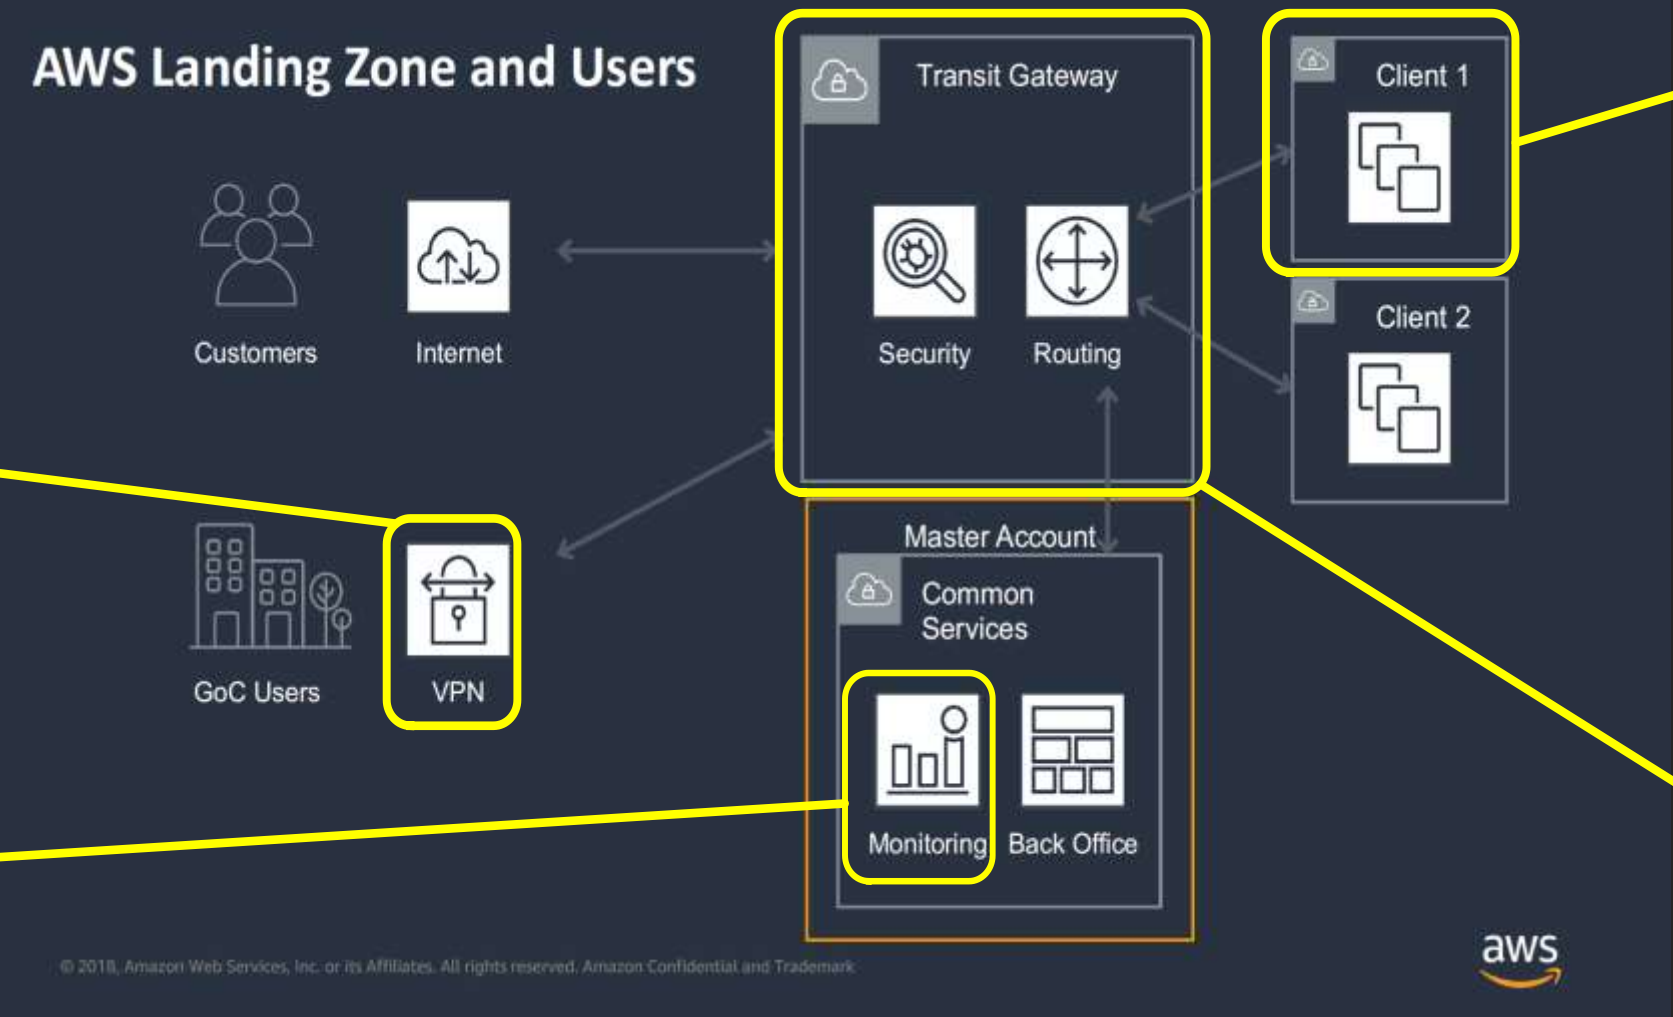 AWS Landing Zone and Users
Transit Gateway
Client 1
Customers
Internet
Security
Routing
Client 2
Master Account
Common
Services
GoC Users
VPN
Monitoring
Back Office
© 2018, Amazon Web Services, Inc. or its Affiliates. All rights reserved. Amazon Confidential and Trademark
aws